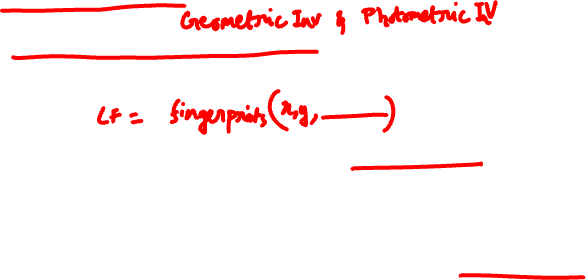 Geometric Inv & Photometric IV
LF = fingerprints (x,y, ____)